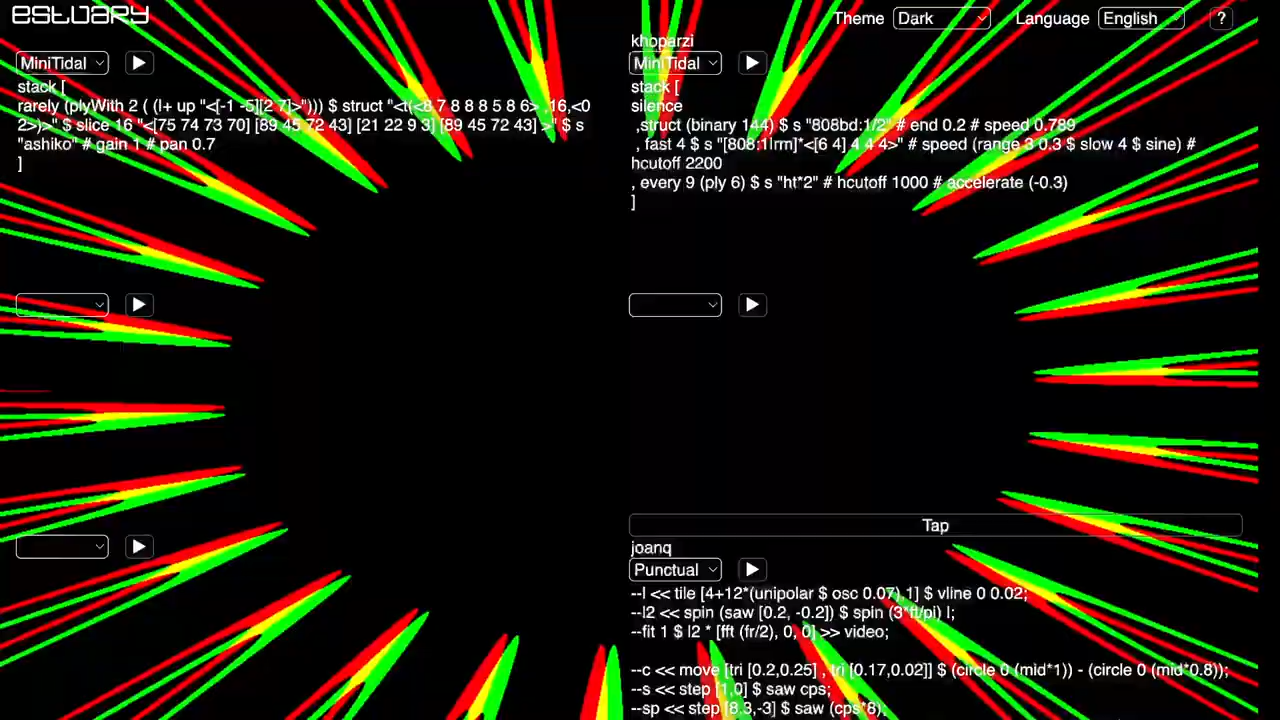 estuary
Theme Dark Language English ?
MiniTidal
stack [
rarely (plyWith 2 ( (|+ up "<[-1 -5][2 7]>"))) $ struct "<t(<8 7 8 8 8 5 8 6> ,16,<0
2>)>" $ slice 16 "<[75 74 73 70] [89 45 72 43] [21 22 9 3] [89 45 72 43] >" $ s
"ashiko" # gain 1 # pan 0.7
]
khoparzi
MiniTidal
stack [
silence
,struct (binary 144) $ s "808bd:1/2" # end 0.2 # speed 0.789
, fast 4 $ s "[808:1|rm]*<[6 4] 4 4 4>" # speed (range 3 0.3 $ slow 4 $ sine) #
hcutoff 2200
, every 9 (ply 6) $ s "ht*2" # hcutoff 1000 # accelerate (-0.3)
]
Tap
joanq
Punctual
--l << tile [4+12*(unipolar $ osc 0.07),1] $ vline 0 0.02;
--l2 << spin (saw [0.2, -0.2]) $ spin (3*ft/pi) l;
--fit 1 $ l2 * [fft (fr/2), 0, 0] >> video;
--c << move [tri [0.2,0.25] , tri [0.17,0.02]] $ (circle 0 (mid*1)) - (circle 0 (mid*0.8));
--s << step [1,0] $ saw cps;
--sp << step [8.3,-3] $ saw (cps*8);